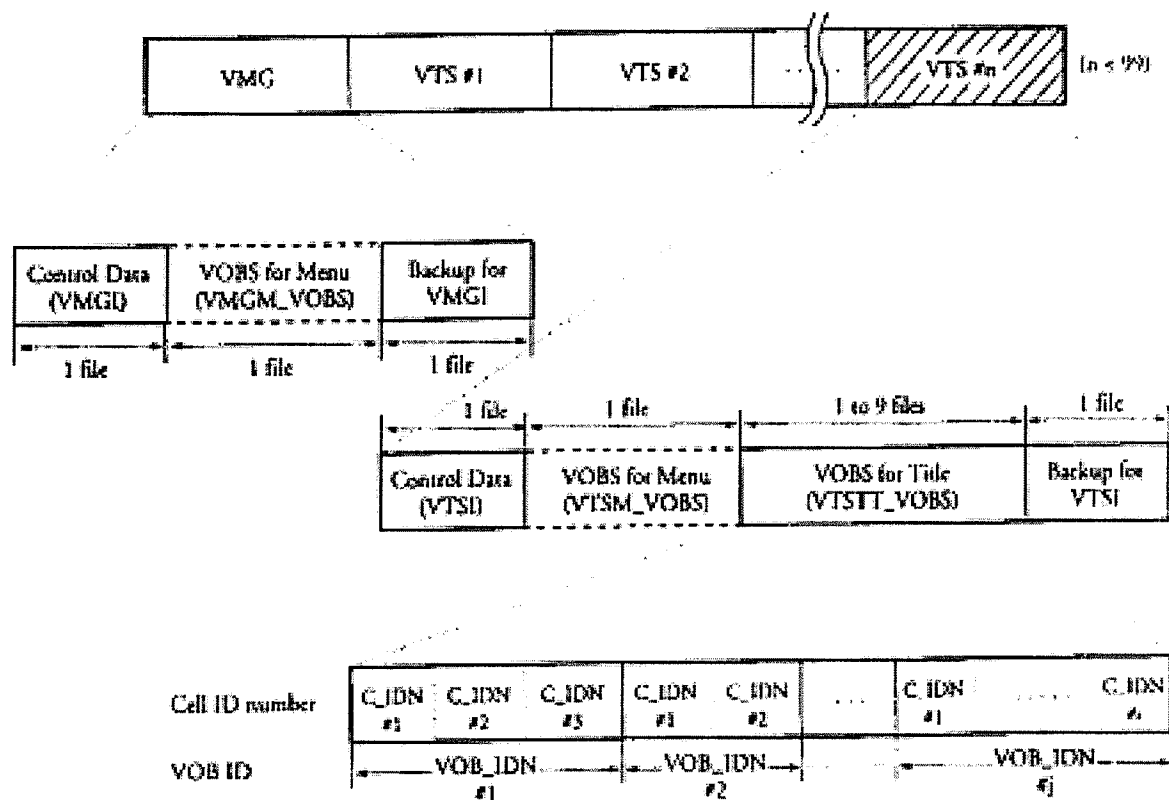 VMG VTS #1 VTS #2 ..... VTS #n (n ≤ 99)
Control Data VOBS for Menu Backup for
(VMGI) (VMGM_VOBS) VMGI
1 file 1 file 1 file
1 file 1 file 1 to 9 files 1 file
Control Data VOBS for Menu VOBS for Title Backup for
(VTSI) (VTSM_VOBS) (VTSTT_VOBS) VTSI
Cell ID number C_IDN C_IDN C_IDN C_IDN C_IDN ... C_IDN ..... C_IDN
#1 #2 #3 #1 #2 #1
VOB ID VOB_IDN VOB_IDN VOB_IDN
#1 #2 #j